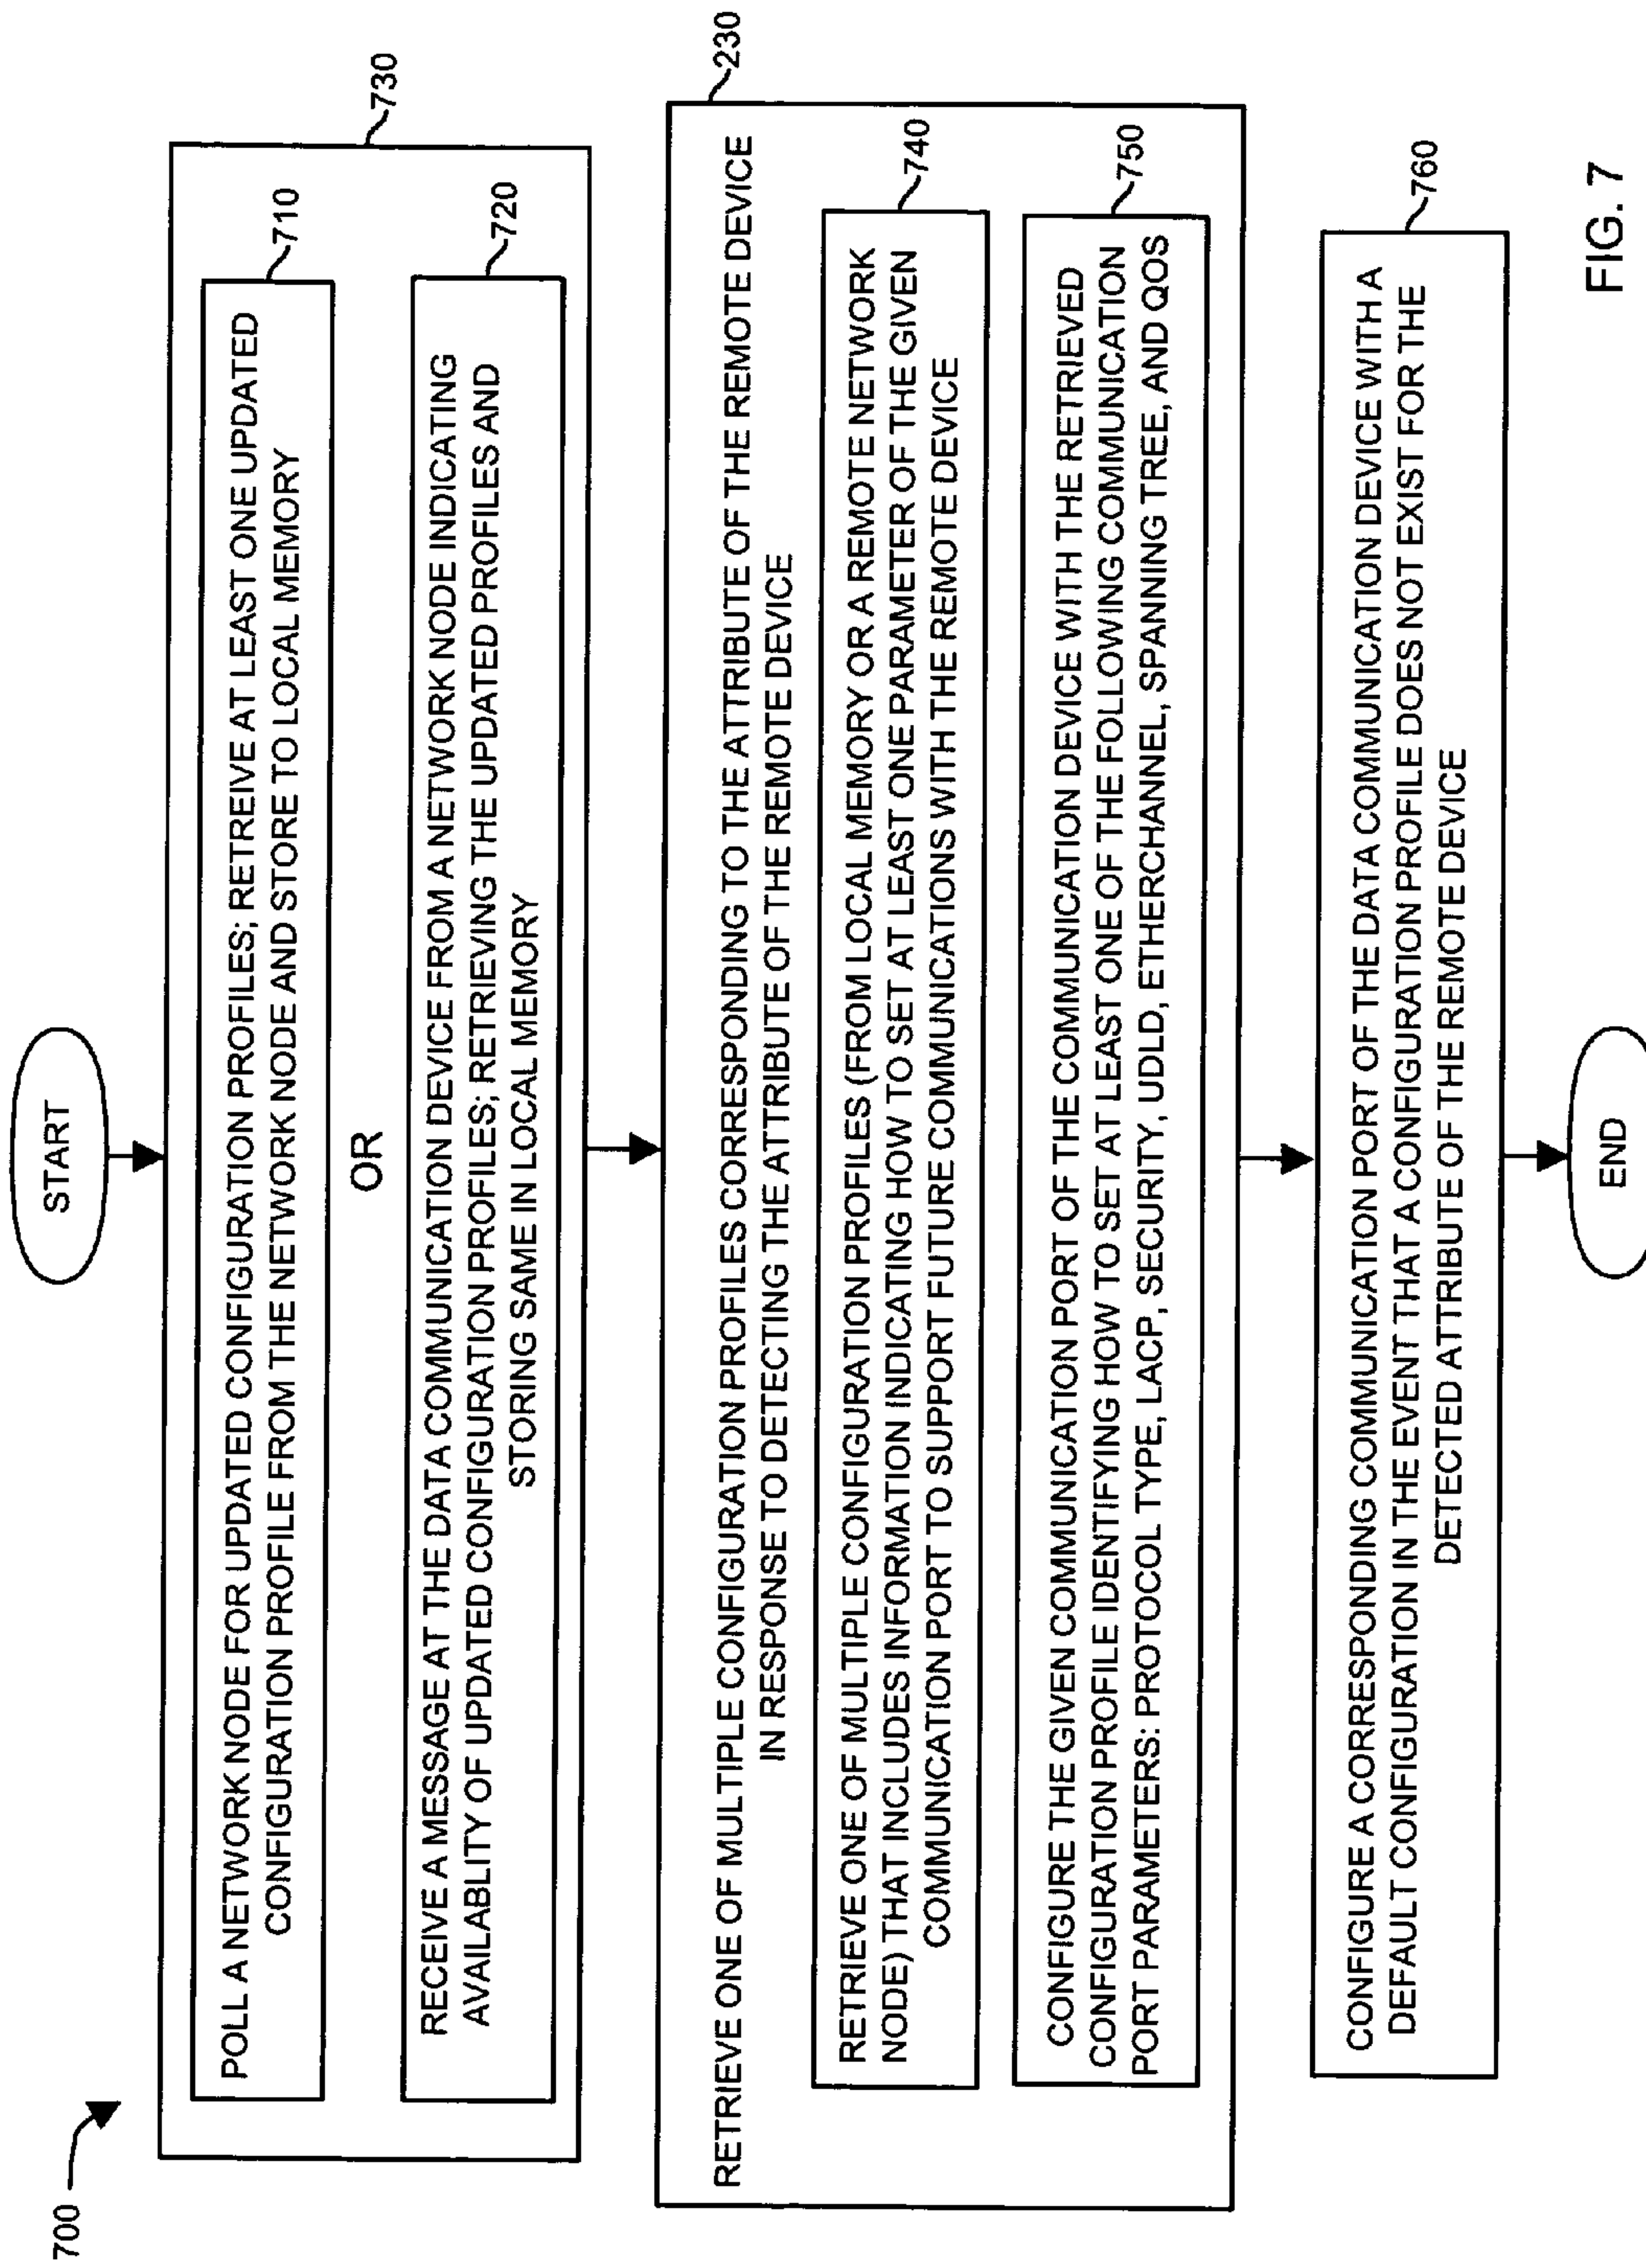 700
START
730
POLL A NETWORK NODE FOR UPDATED CONFIGURATION PROFILES; RETREIVE AT LEAST ONE UPDATED
CONFIGURATION PROFILE FROM THE NETWORK NODE AND STORE TO LOCAL MEMORY
710
OR
RECEIVE A MESSAGE AT THE DATA COMMUNICATION DEVICE FROM A NETWORK NODE INDICATING
AVAILABLITY OF UPDATED CONFIGURATION PROFILES; RETRIEVING THE UPDATED PROFILES AND
STORING SAME IN LOCAL MEMORY
720
230
RETRIEVE ONE OF MULTIPLE CONFIGURATION PROFILES CORRESPONDING TO THE ATTRIBUTE OF THE REMOTE DEVICE
IN RESPONSE TO DETECTING THE ATTRIBUTE OF THE REMOTE DEVICE
740
RETRIEVE ONE OF MULTIPLE CONFIGURATION PROFILES (FROM LOCAL MEMORY OR A REMOTE NETWORK
NODE) THAT INCLUDES INFORMATION INDICATING HOW TO SET AT LEAST ONE PARAMETER OF THE GIVEN
COMMUNICATION PORT TO SUPPORT FUTURE COMMUNICATIONS WITH THE REMOTE DEVICE
750
CONFIGURE THE GIVEN COMMUNICATION PORT OF THE COMMUNICATION DEVICE WITH THE RETRIEVED
CONFIGURATION PROFILE IDENTIFYING HOW TO SET AT LEAST ONE OF THE FOLLOWING COMMUNICATION
PORT PARAMETERS: PROTOCOL TYPE, LACP, SECURITY, UDLD, ETHERCHANNEL, SPANNING TREE, AND QOS
760
CONFIGURE A CORRESPONDING COMMUNICATION PORT OF THE DATA COMMUNICATION DEVICE WITH A
DEFAULT CONFIGURATION IN THE EVENT THAT A CONFIGURATION PROFILE DOES NOT EXIST FOR THE
DETECTED ATTRIBUTE OF THE REMOTE DEVICE
END
FIG. 7